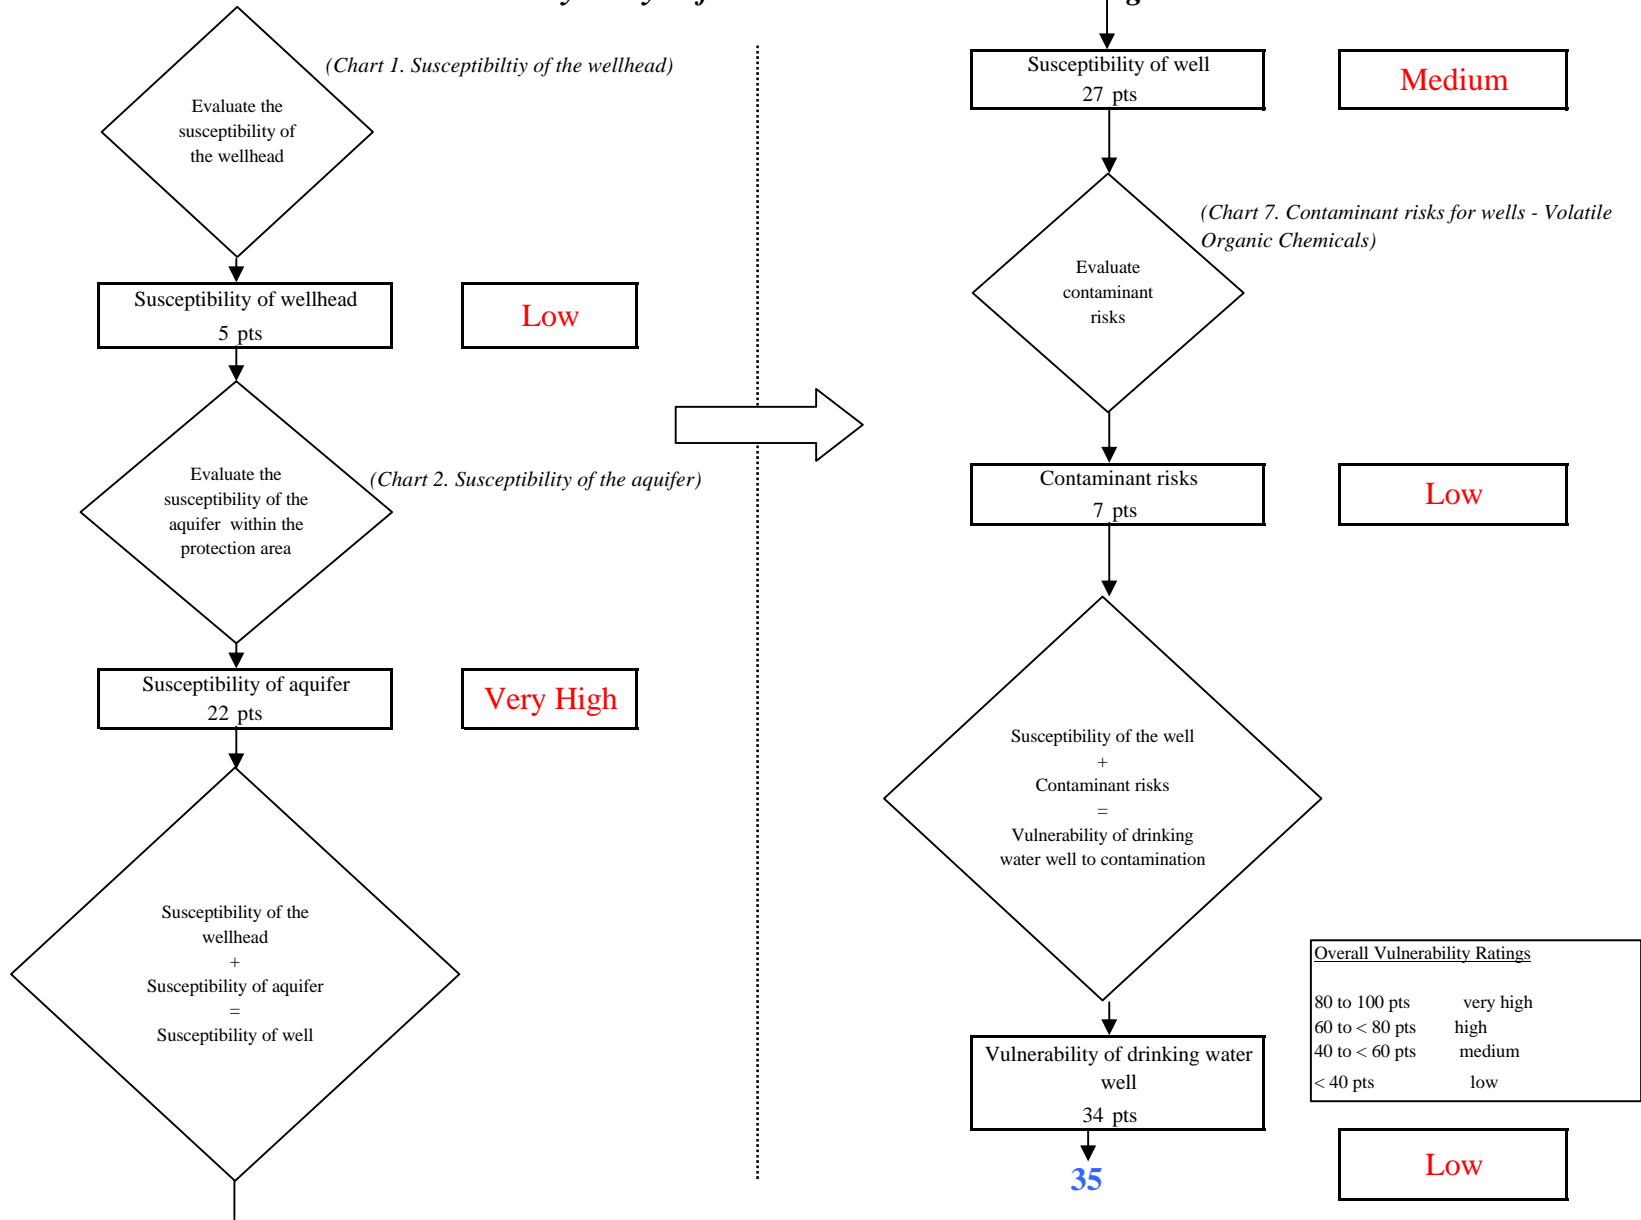 (Chart 1. Susceptibiltiy of the wellhead)
Evaluate the
susceptibility of
the wellhead
Susceptibility of wellhead
5 pts
Low
Evaluate the
susceptibility of the
aquifer within the
protection area
(Chart 2. Susceptibility of the aquifer)
Susceptibility of aquifer
22 pts
Very High
Susceptibility of the
wellhead
+
Susceptibility of aquifer
=
Susceptibility of well
Susceptibility of well
27 pts
Medium
(Chart 7. Contaminant risks for wells - Volatile
Organic Chemicals)
Evaluate
contaminant
risks
Contaminant risks
7 pts
Low
Susceptibility of the well
+
Contaminant risks
=
Vulnerability of drinking
water well to contamination
Overall Vulnerability Ratings
80 to 100 pts very high
60 to < 80 pts high
40 to < 60 pts medium
< 40 pts low
Vulnerability of drinking water
well
34 pts
35
Low